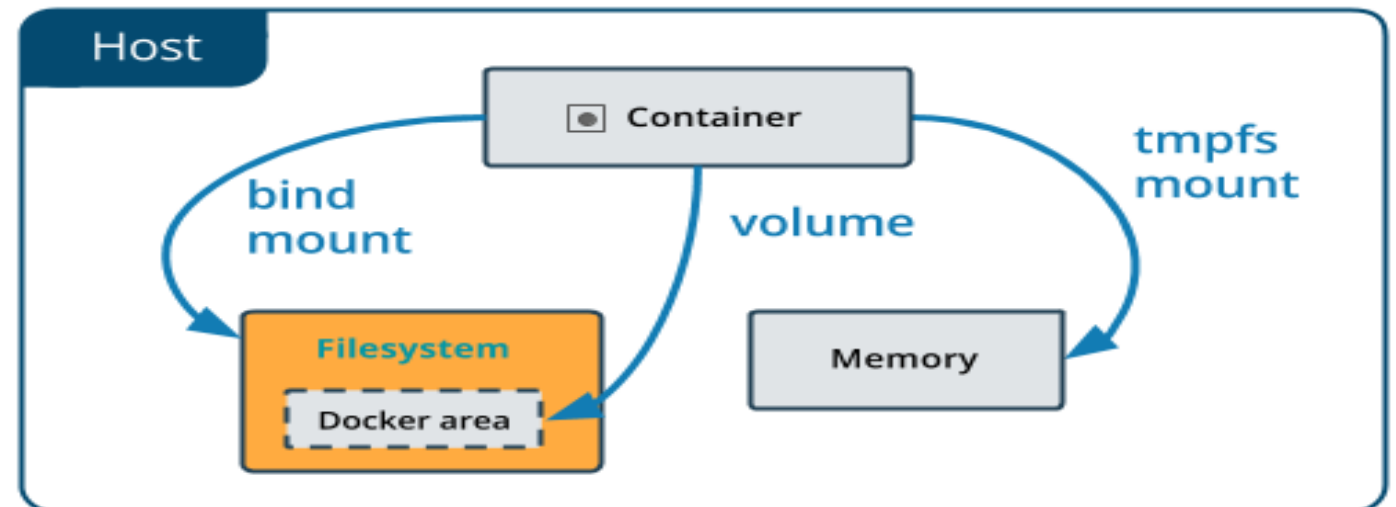 Host
Container
tmpfs
mount
bind
mount
volume
Filesystem
Memory
Docker area